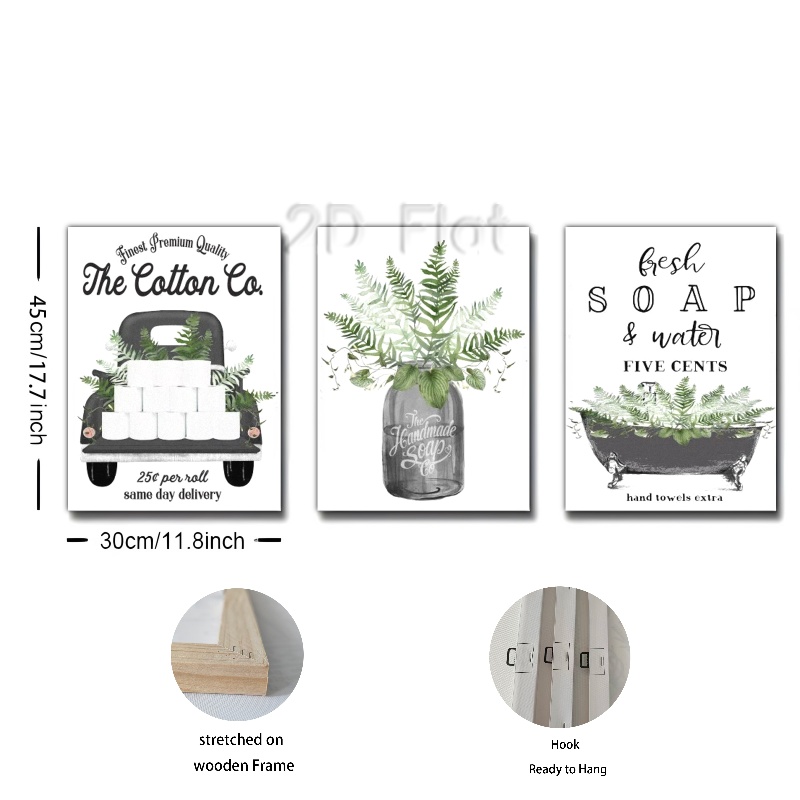 2D Flat
Finest Premium Quality
The Cotton Co.
25¢ per roll
same day delivery
The
Handmade
Soap
Co
fresh
SOAP
& water
FIVE CENTS
hand towels extra
45cm/17.7inch
30cm/11.8inch
stretched on
wooden Frame
Hook
Ready to Hang